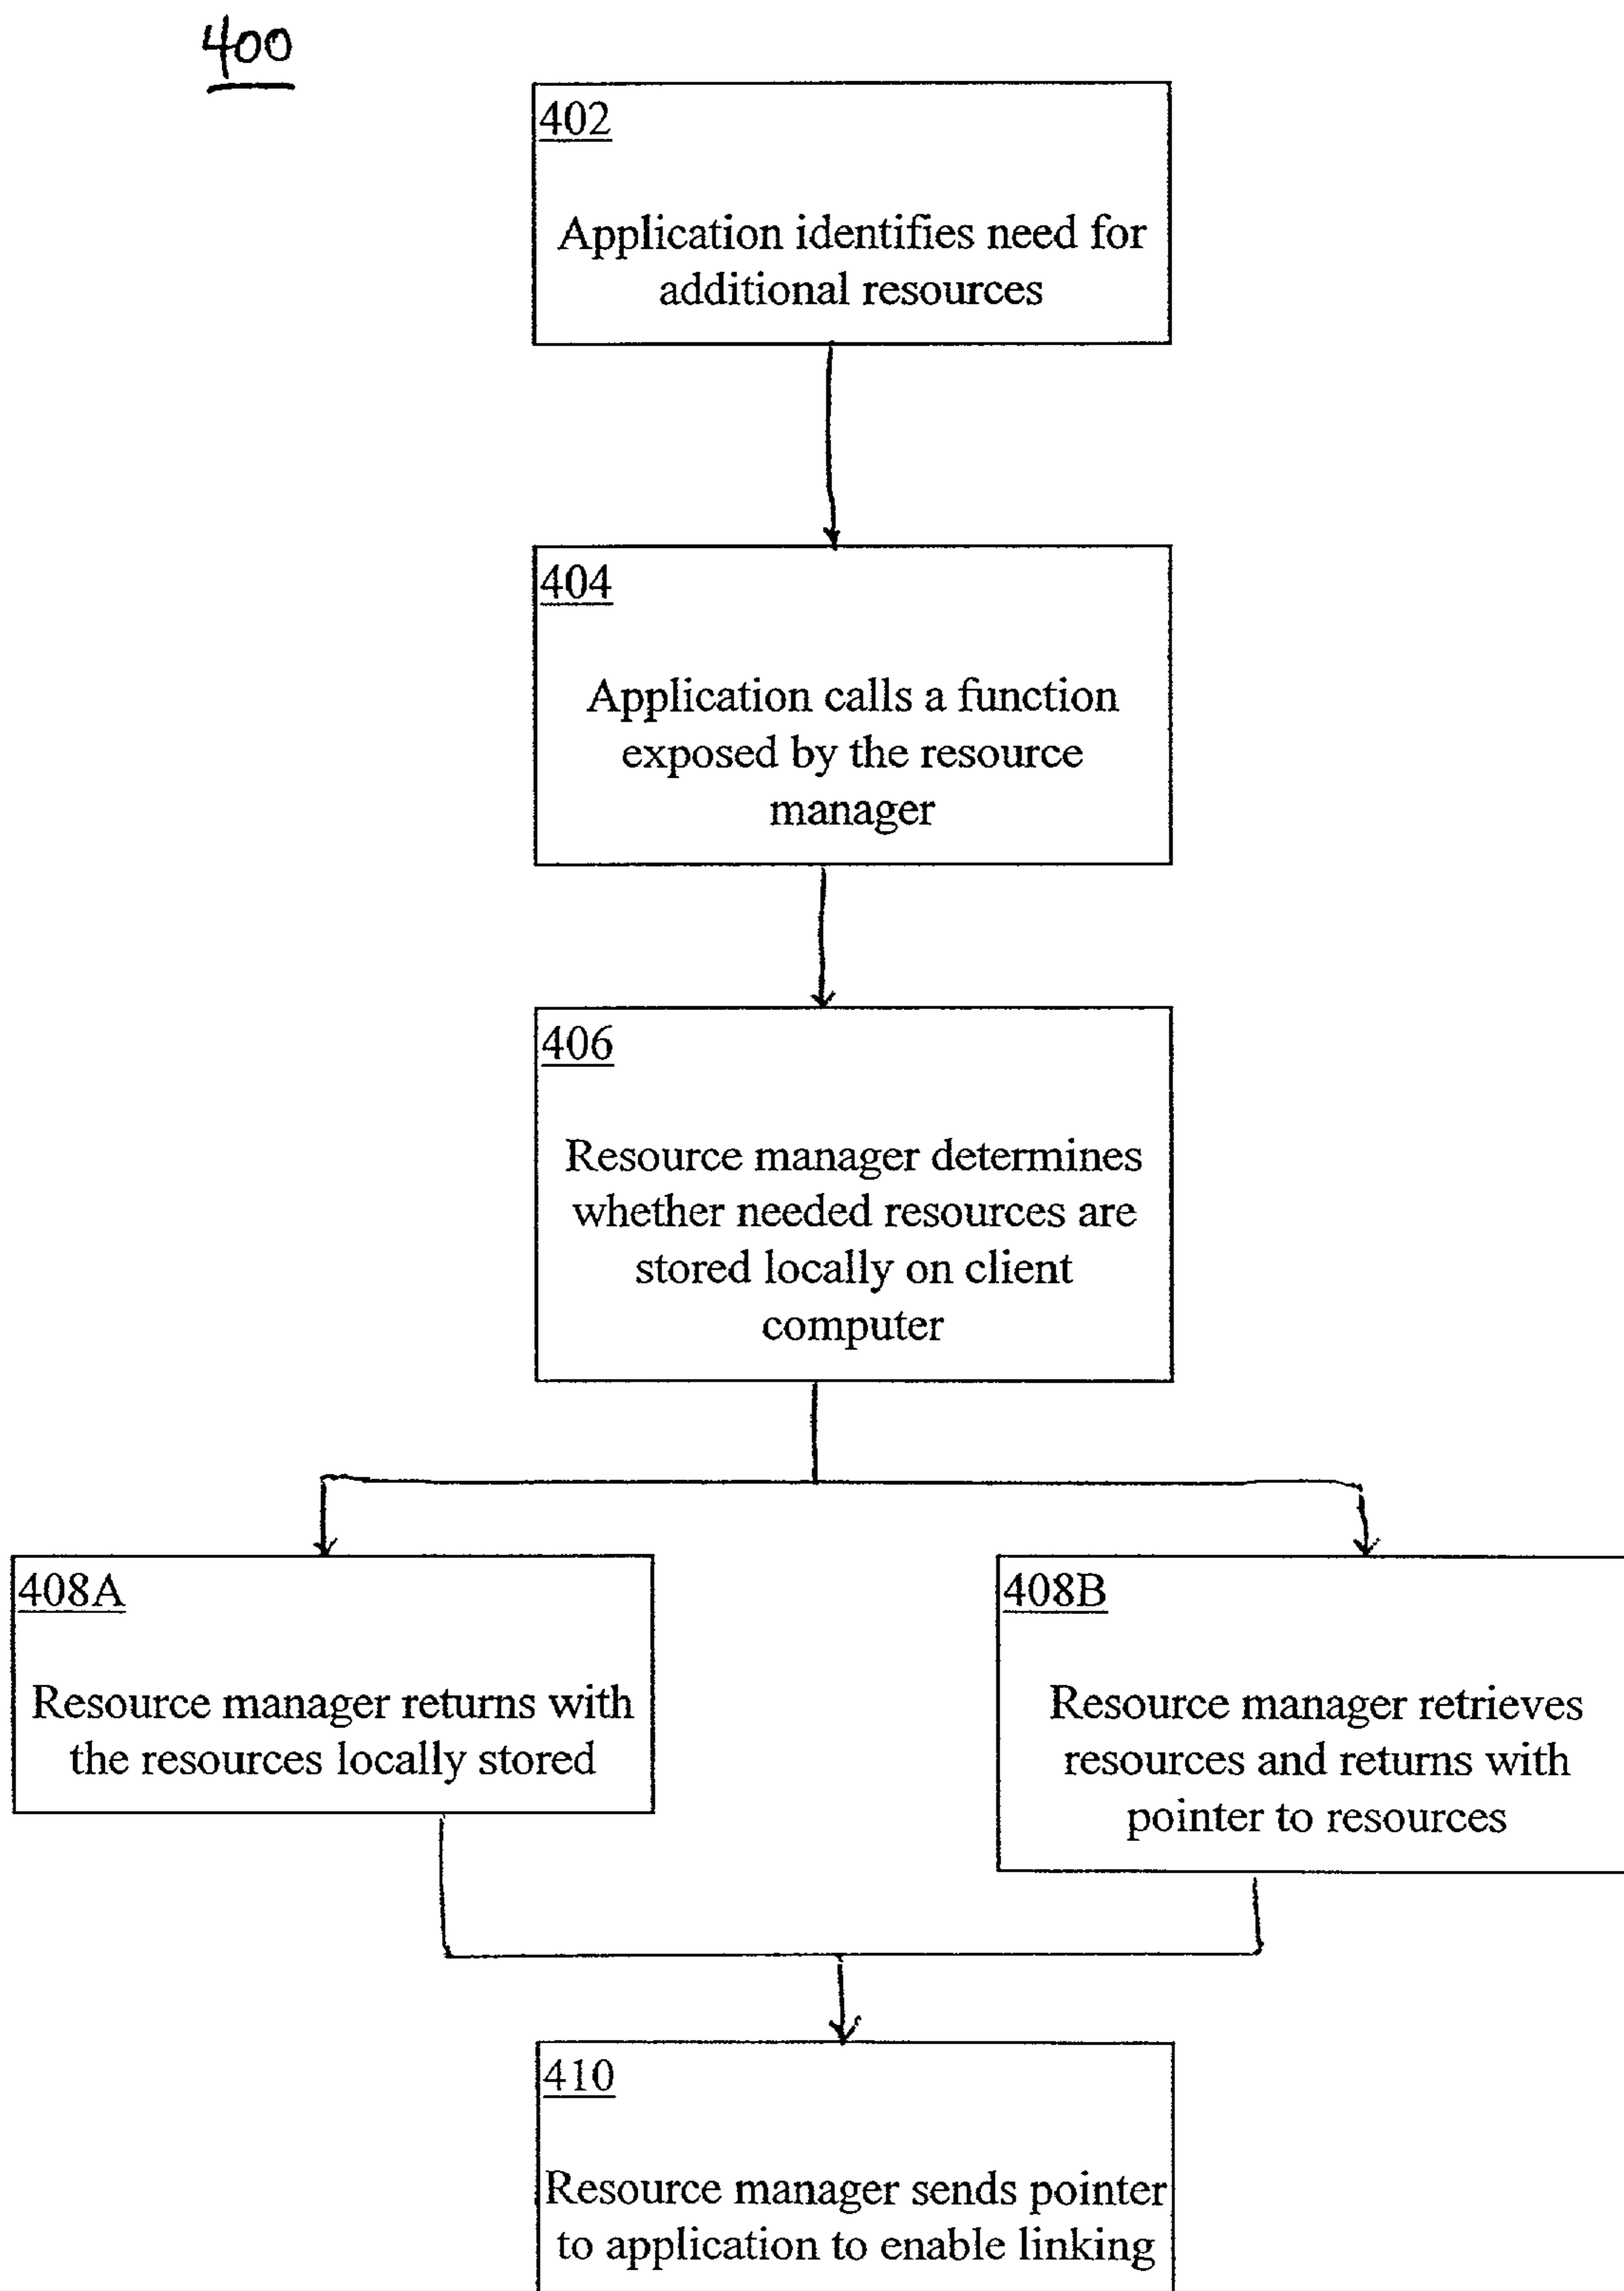 400
402
Application identifies need for
additional resources
404
Application calls a function
exposed by the resource
manager
406
Resource manager determines
whether needed resources are
stored locally on client
computer
408A
Resource manager returns with
the resources locally stored
408B
Resource manager retrieves
resources and returns with
pointer to resources
410
Resource manager sends pointer
to application to enable linking